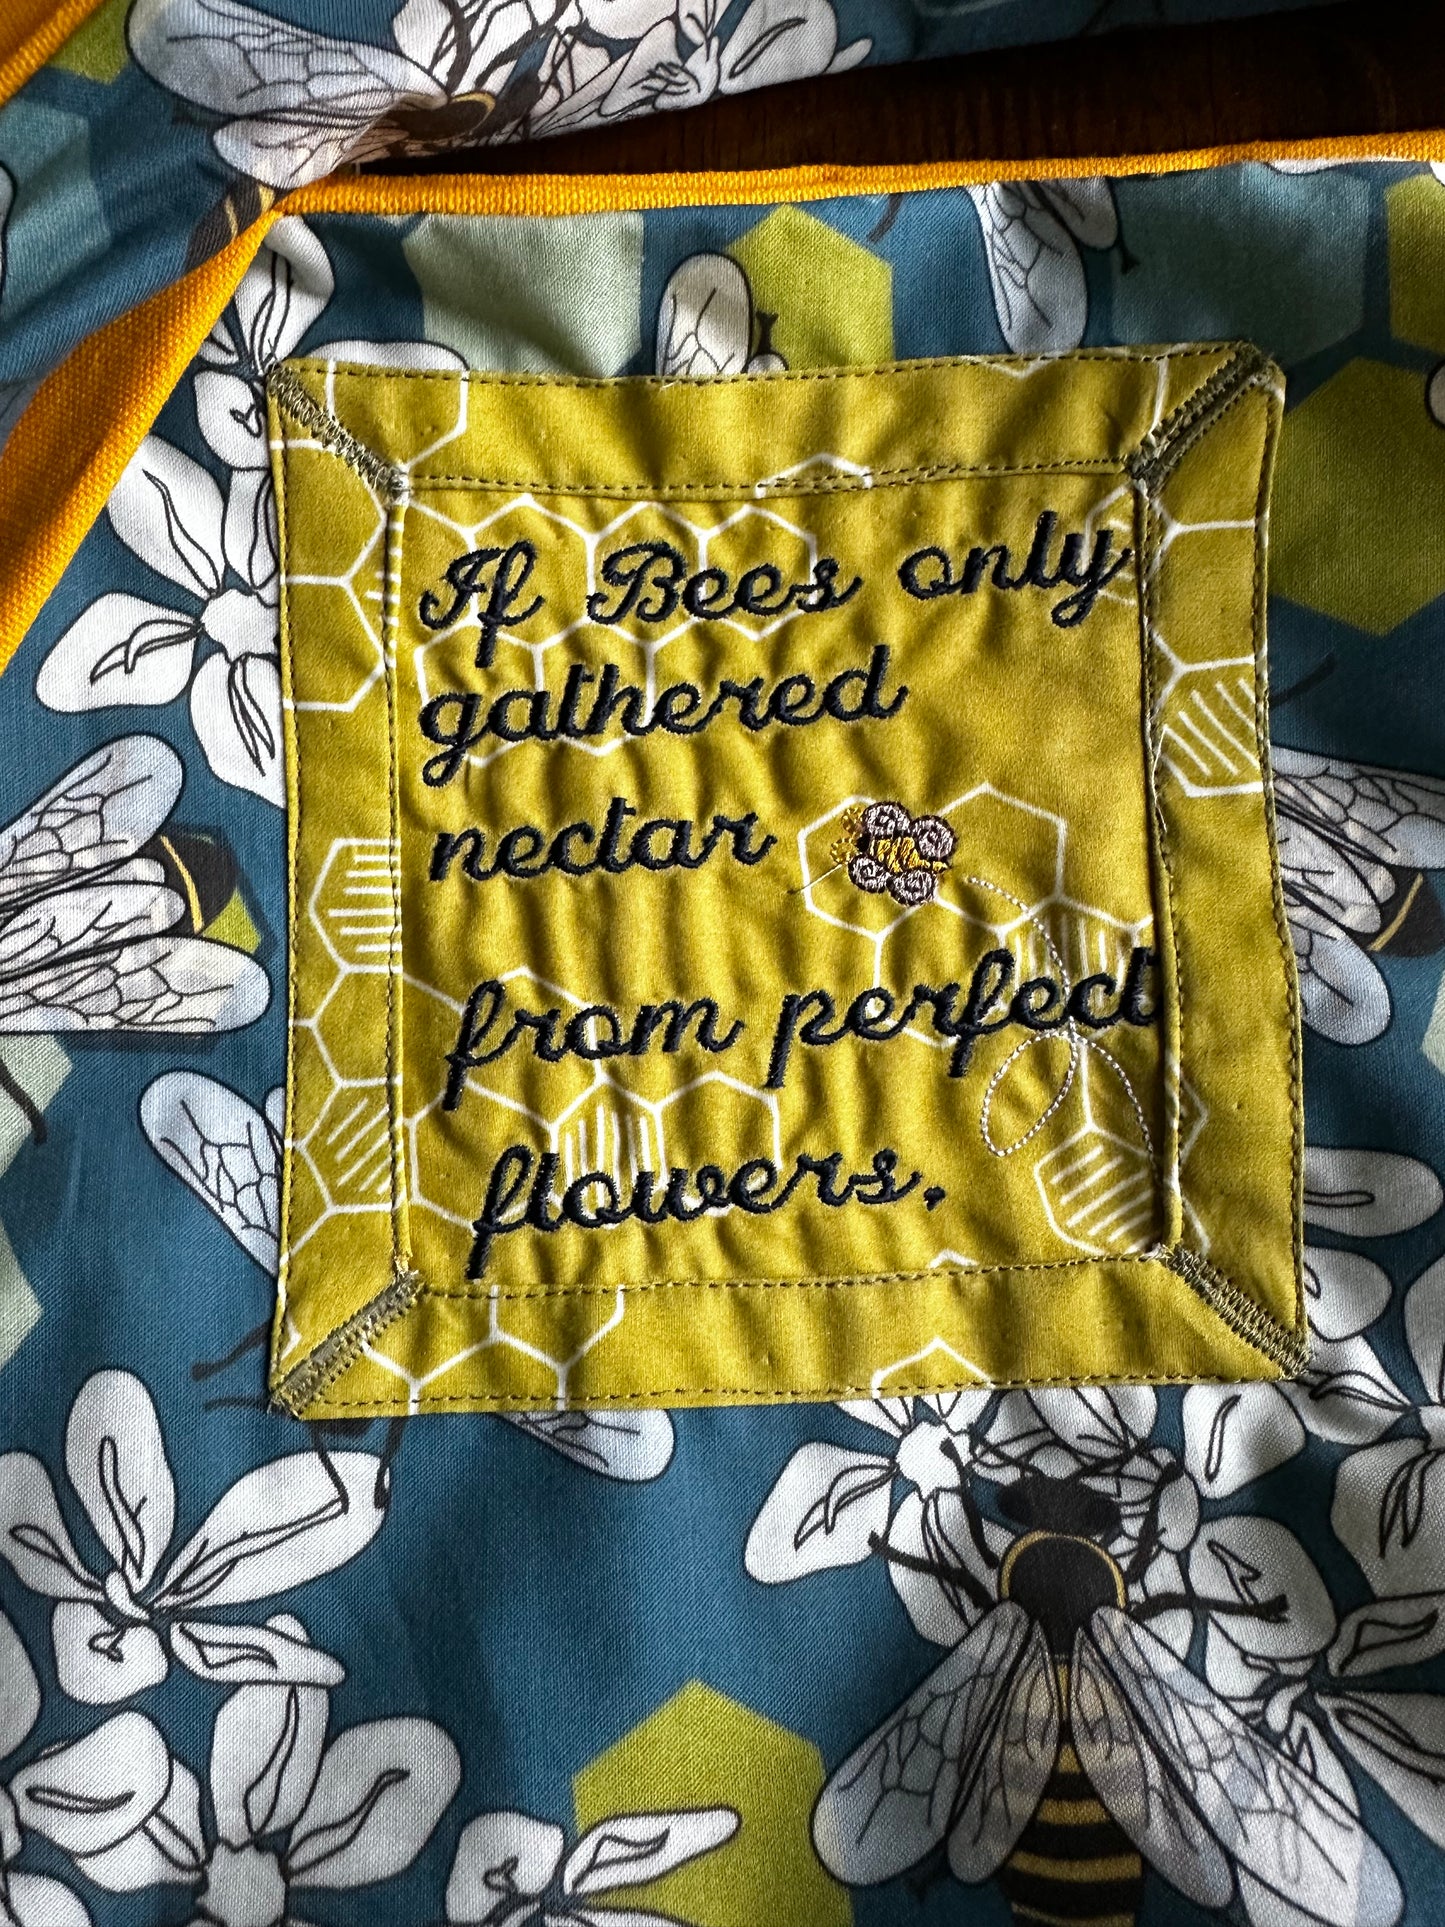 If Bees only
gathered
nectar
from perfect
flowers,